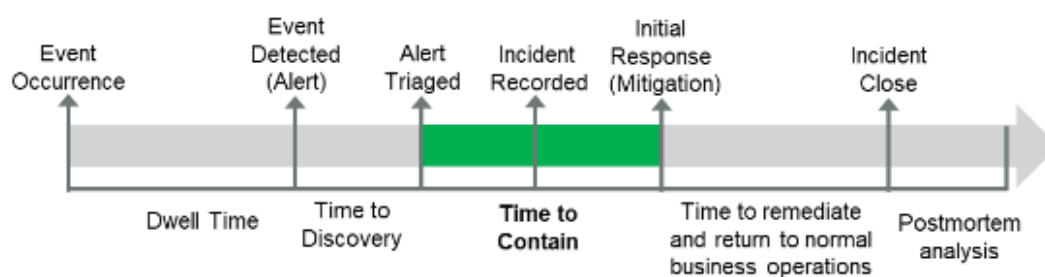 Event
Occurrence
Event
Detected
(Alert)
Alert
Triaged
Incident
Recorded
Initial
Response
(Mitigation)
Incident
Close
Dwell Time
Time to
Discovery
Time to
Contain
Time to remediate
and return to normal
business operations
Postmortem
analysis